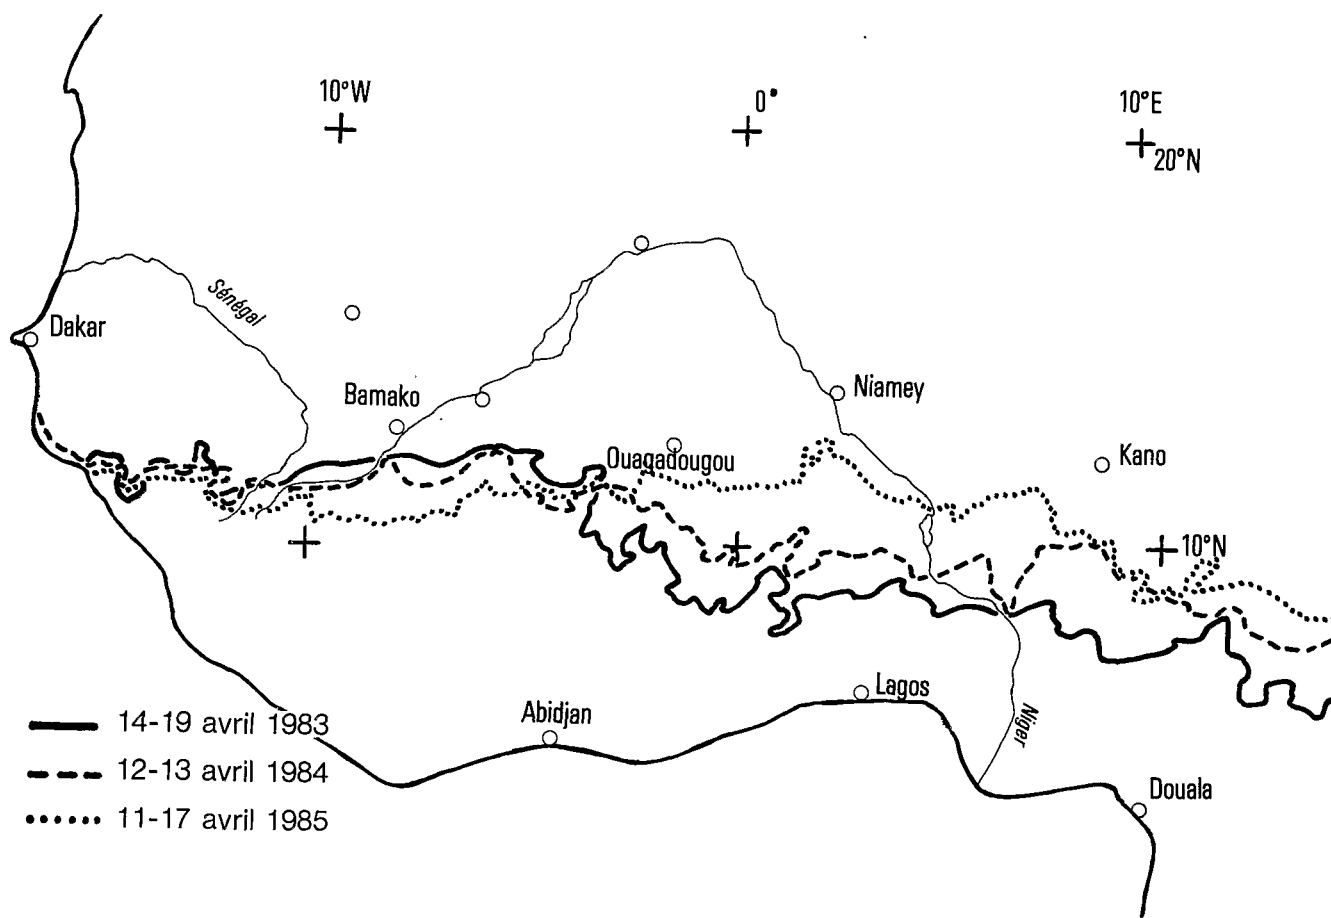 10°W
0°
10°E
20°N
Sénégal
Dakar
Bamako
Niamey
Ouagadougou
Kano
10°N
Lagos
Abidjan
Niger
Douala
14-19 avril 1983
12-13 avril 1984
11-17 avril 1985